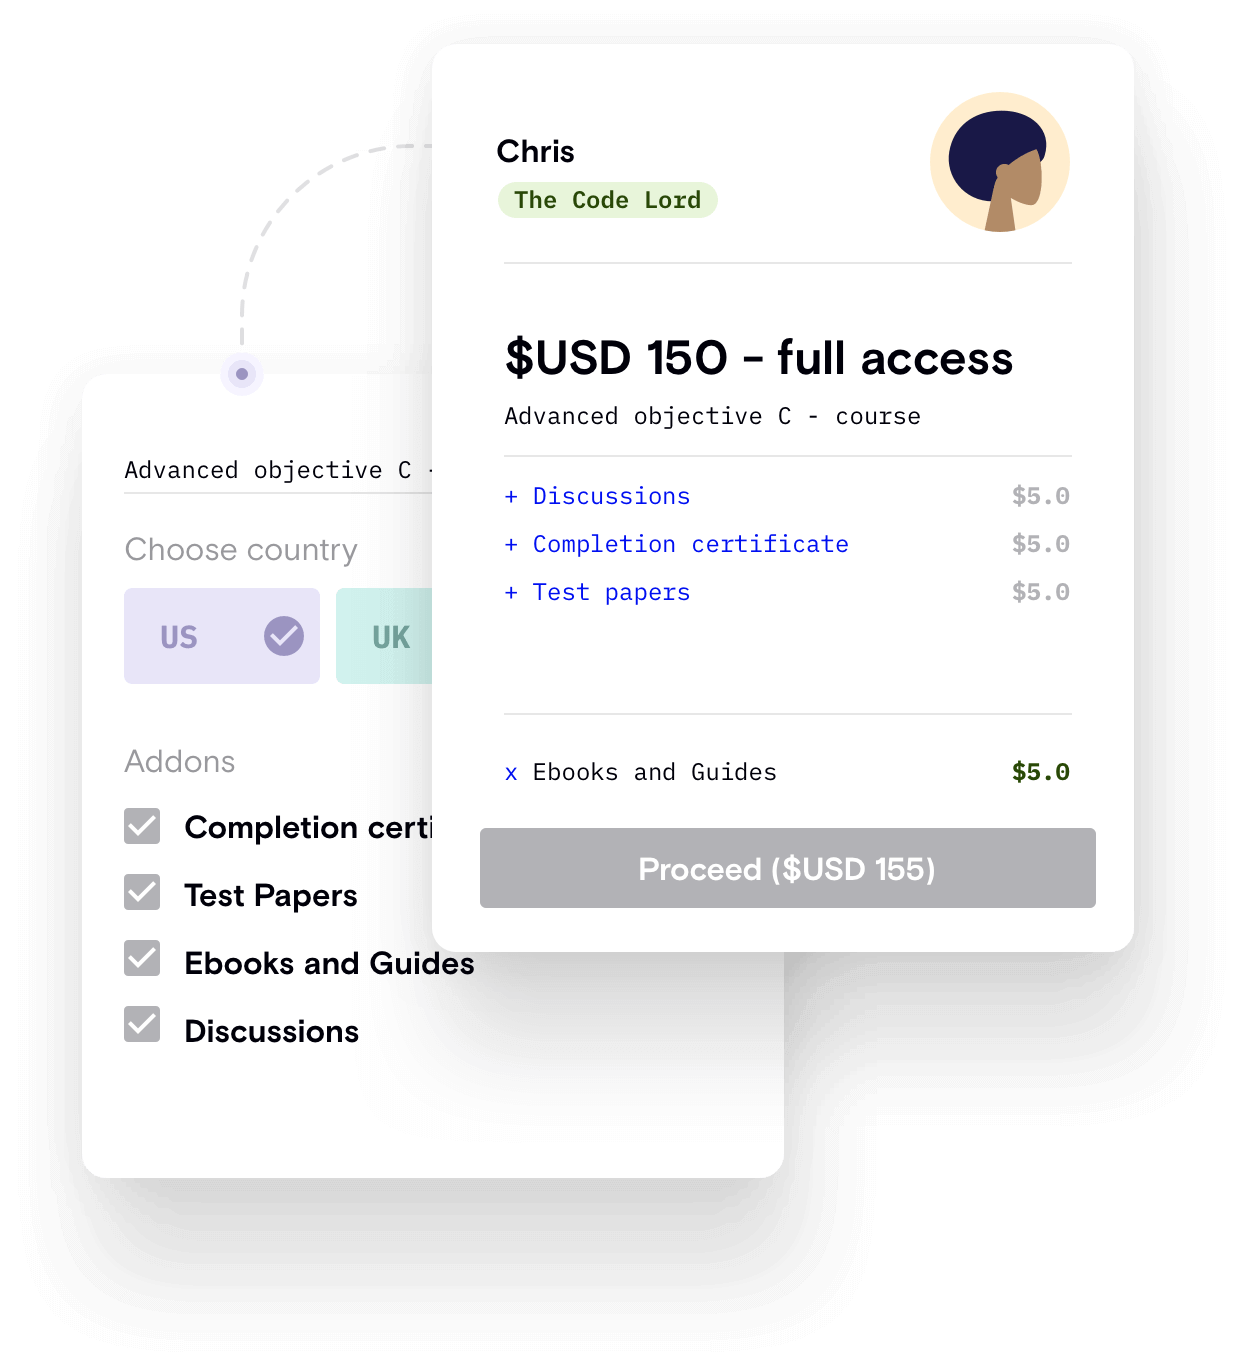 Chris
The Code Lord
$USD 150 – full access
Advanced objective C - course
+ Discussions $5.0
+ Completion certificate $5.0
+ Test papers $5.0
x Ebooks and Guides $5.0
Proceed ($USD 155)
Advanced objective C -
Choose country
US UK
Addons
Completion certi
Test Papers
Ebooks and Guides
Discussions